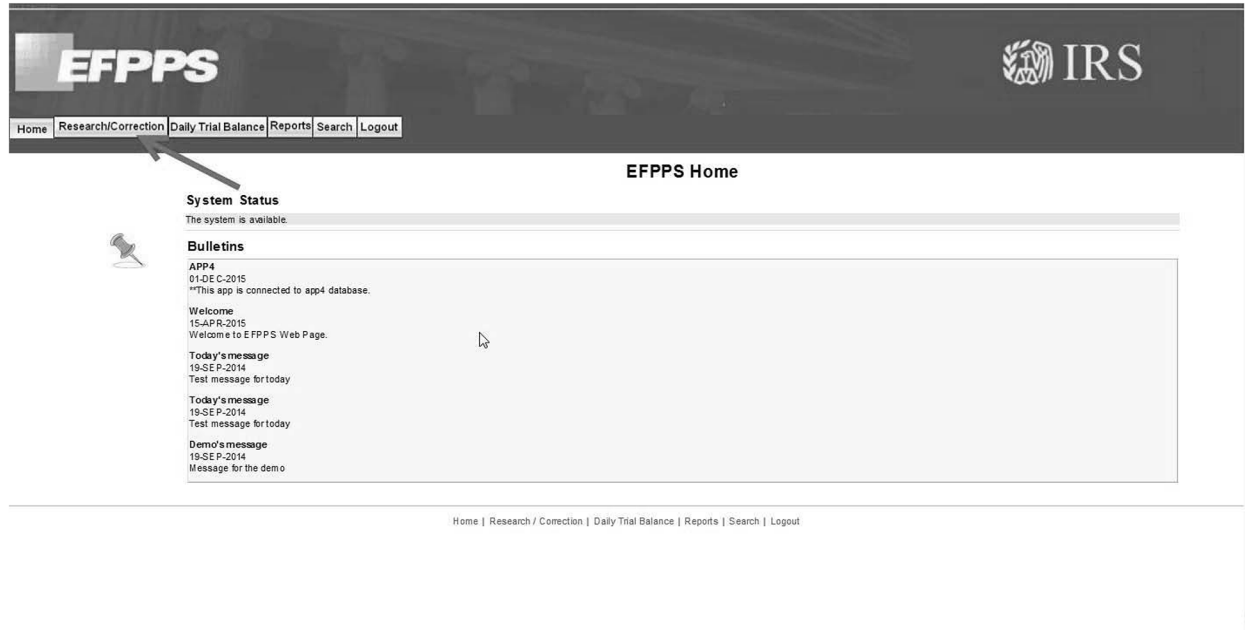 EFPPS
IRS
Home Research/Correction Daily Trial Balance Reports Search Logout
EFPPS Home
System Status
The system is available.
Bulletins
APP4
01-DEC-2015
**This app is connected to app4 database.
Welcome
15-APR-2015
Welcome to EFPPS Web Page.
Today's message
19-SEP-2014
Test message for today
Today's message
19-SEP-2014
Test message for today
Demo's message
19-SEP-2014
Message for the demo
Home | Research / Correction | Daily Trial Balance | Reports | Search | Logout